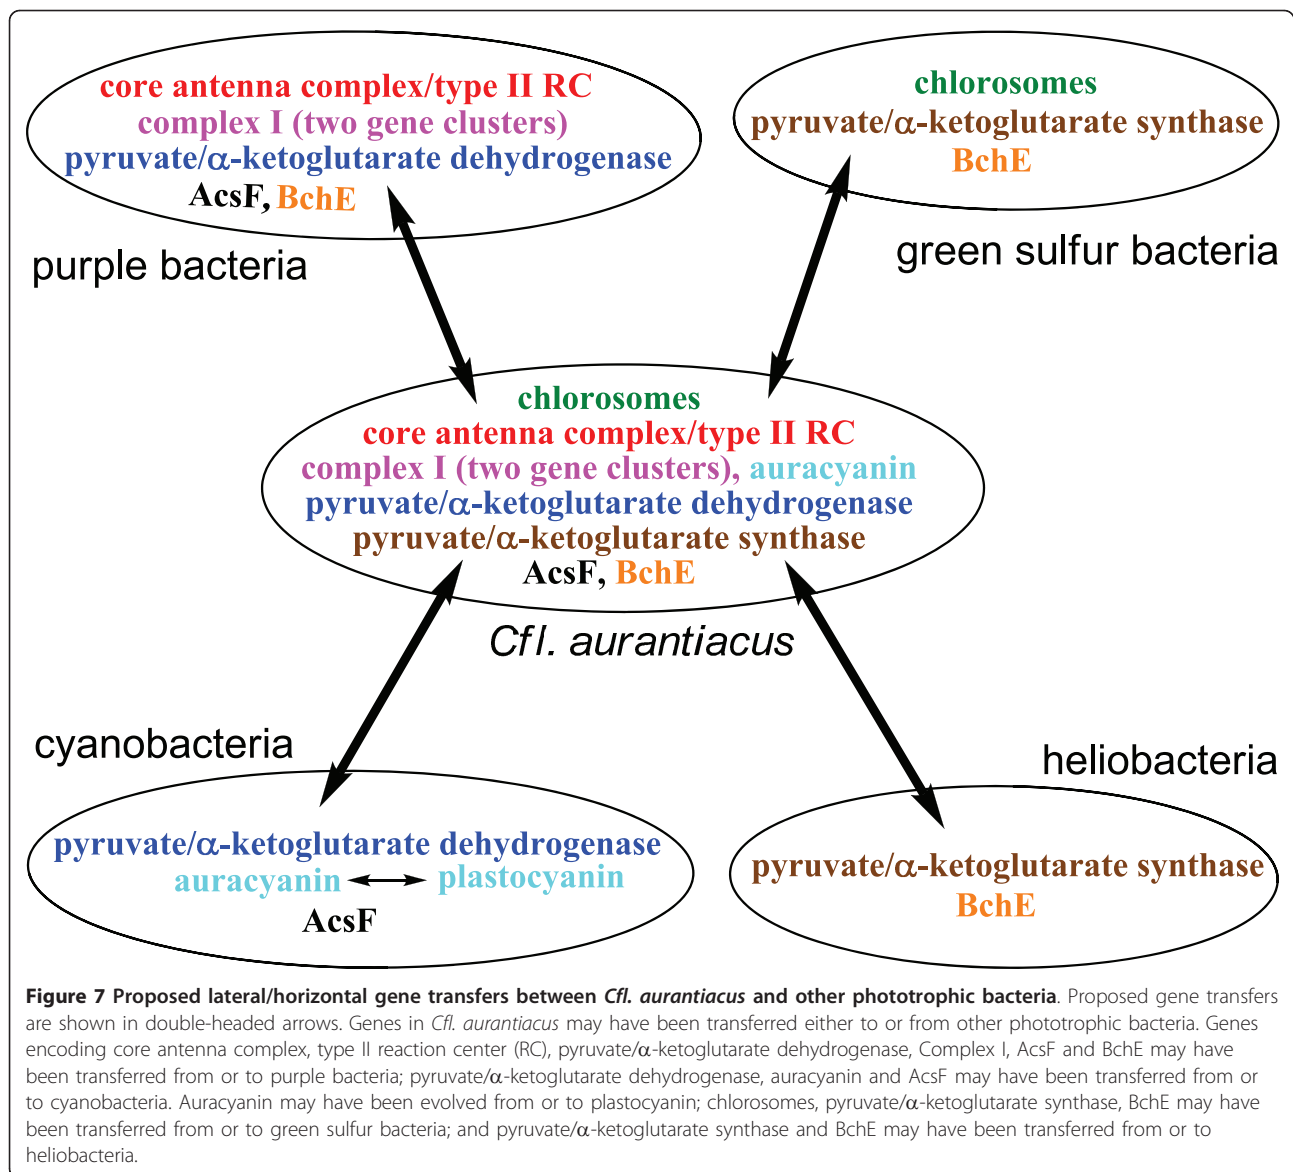 core antenna complex/type II RC
complex I (two gene clusters)
pyruvate/α-ketoglutarate dehydrogenase
AcsF, BchE
purple bacteria
chlorosomes
pyruvate/α-ketoglutarate synthase
BchE
green sulfur bacteria
chlorosomes
core antenna complex/type II RC
complex I (two gene clusters), auracyanin
pyruvate/α-ketoglutarate dehydrogenase
pyruvate/α-ketoglutarate synthase
AcsF, BchE
Cfl. aurantiacus
cyanobacteria
pyruvate/α-ketoglutarate dehydrogenase
auracyanin plastocyanin
AcsF
heliobacteria
pyruvate/α-ketoglutarate synthase
BchE
Figure 7 Proposed lateral/horizontal gene transfers between Cfl. aurantiacus and other phototrophic bacteria. Proposed gene transfers
are shown in double-headed arrows. Genes in Cfl. aurantiacus may have been transferred either to or from other phototrophic bacteria. Genes
encoding core antenna complex, type II reaction center (RC), pyruvate/α-ketoglutarate dehydrogenase, Complex I, AcsF and BchE may have
been transferred from or to purple bacteria; pyruvate/α-ketoglutarate dehydrogenase, auracyanin and AcsF may have been transferred from or
to cyanobacteria. Auracyanin may have been evolved from or to plastocyanin; chlorosomes, pyruvate/α-ketoglutarate synthase, BchE may have
been transferred from or to green sulfur bacteria; and pyruvate/α-ketoglutarate synthase and BchE may have been transferred from or to
heliobacteria.